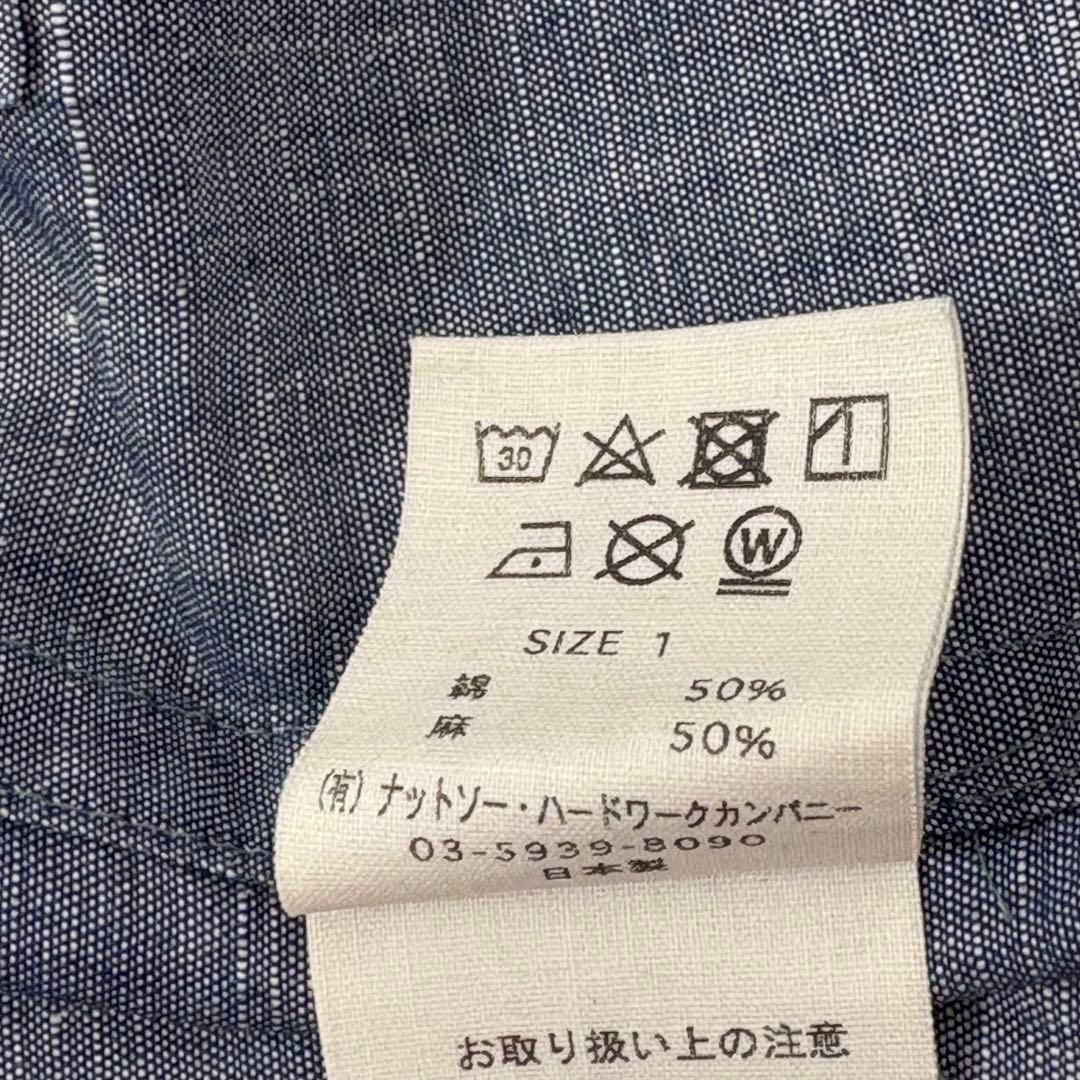 30
W
SIZE 1
綿 50%
麻 50%
(有)ナットソー・ハードワークカンパニー
03-5939-8090
日本製
お取り扱い上の注意